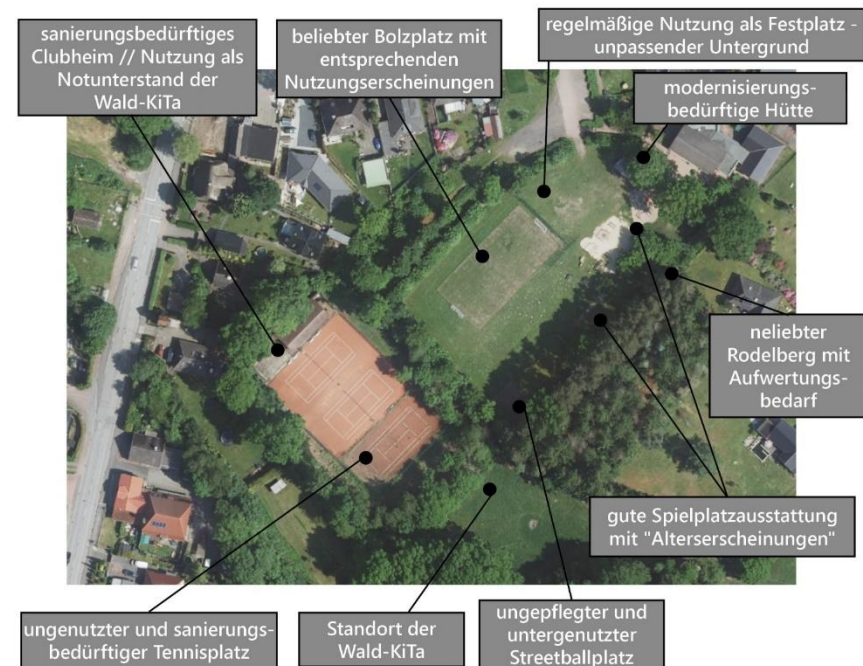 sanierungsbedürftiges
Clubheim // Nutzung als
Notunterstand der
Wald-KiTa
beliebter Bolzplatz mit
entsprechenden
Nutzungserscheinungen
regelmäßige Nutzung als Festplatz -
unpassender Untergrund
modernisierungs-
bedürftige Hütte
neliebter
Rodelberg mit
Aufwertungs-
bedarf
gute Spielplatzausstattung
mit "Alterserscheinungen"
ungenutzter und sanierungs-
bedürftiger Tennisplatz
Standort der
Wald-KiTa
ungepflegter und
untergenutzter
Streetballplatz